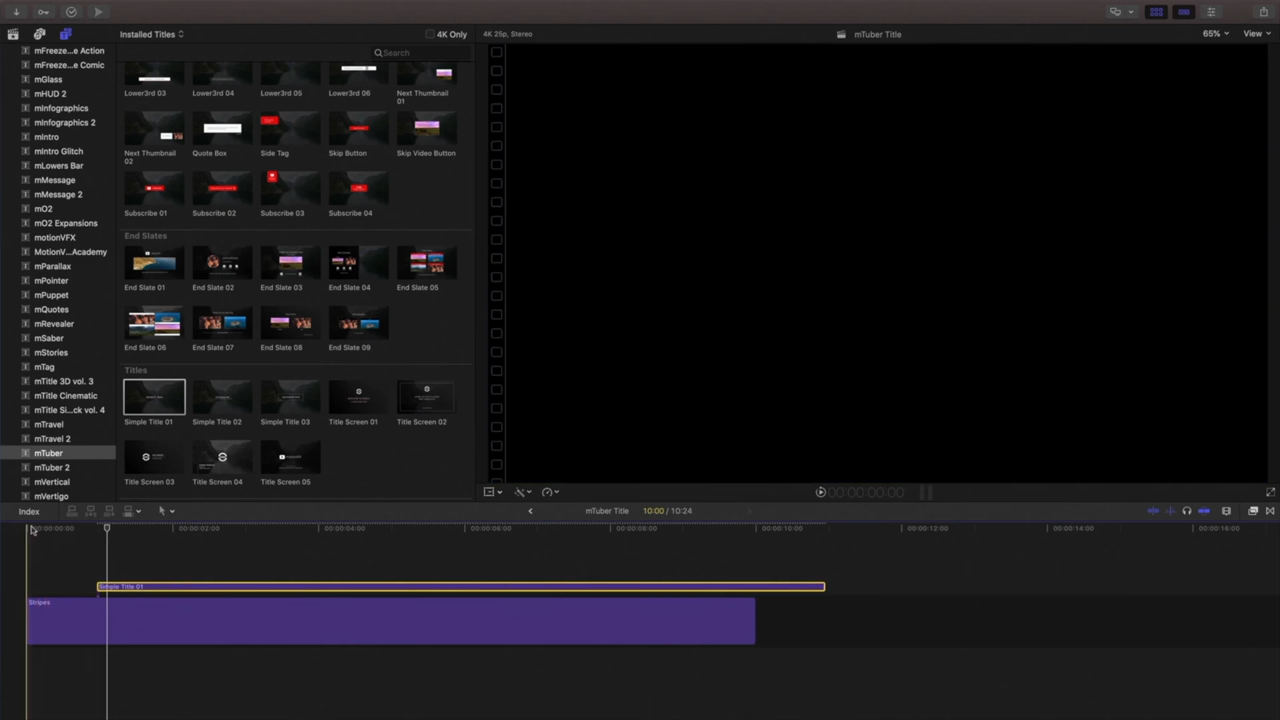 Installed Titles
4K Only
4K 25p, Stereo
mTuber Title
65%
View
Search
mFreeze...e Action
mFreez...e Comic
mGlass
mHUD 2
mInfographics
mInfographics 2
mIntro
mIntro Glitch
mLowers Bar
mMessage
mMessage 2
mO2
mO2 Expansions
motionVFX
MotionV...Academy
mParallax
mPointer
mPuppet
mQuotes
mRevealer
mSaber
mStories
mTag
mTitle 3D vol. 3
mTitle Cinematic
mTitle Si...ck vol. 4
mTravel
mTravel 2
mTuber
mTuber 2
mVertical
mVertigo
Lower3rd 03
Lower3rd 04
Lower3rd 05
Lower3rd 06
Next Thumbnail
01
Next Thumbnail
02
Quote Box
Side Tag
Skip Button
Skip Video Button
Subscribe 01
Subscribe 02
Subscribe 03
Subscribe 04
End Slates
End Slate 01
End Slate 02
End Slate 03
End Slate 04
End Slate 05
End Slate 06
End Slate 07
End Slate 08
End Slate 09
Titles
Simple Title 01
Simple Title 02
Simple Title 03
Title Screen 01
Title Screen 02
Title Screen 03
Title Screen 04
Title Screen 05
00:00:00:00
Index
mTuber Title
10:00 / 10:24
00:00:00:00
00:00:02:00
00:00:04:00
00:00:06:00
00:00:08:00
00:00:10:00
00:00:12:00
00:00:14:00
00:00:16:00
Simple Title 01
Stripes